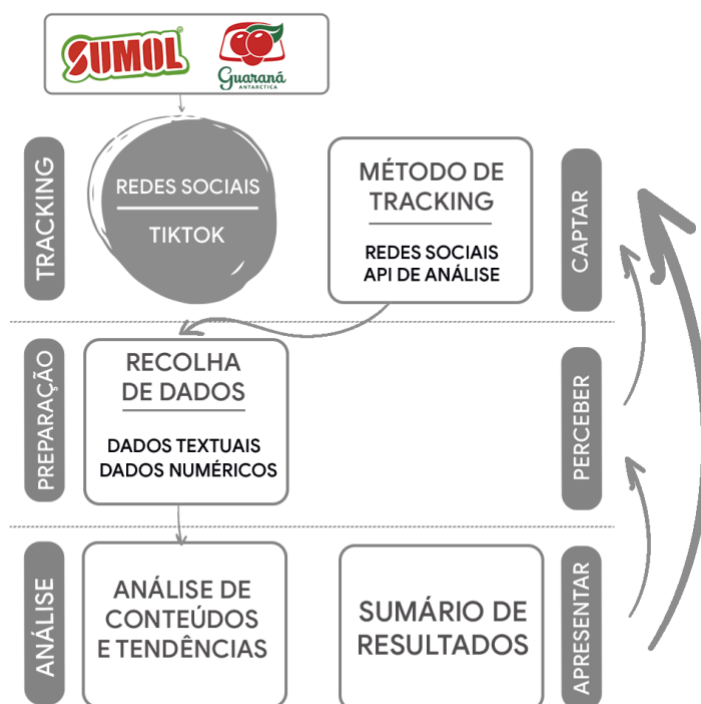 SUMOL
Guaraná
ANTARCTICA
TRACKING
REDES SOCIAIS
TIKTOK
MÉTODO DE
TRACKING
REDES SOCIAIS
API DE ANÁLISE
CAPTAR
PREPARAÇÃO
RECOLHA
DE DADOS
DADOS TEXTUAIS
DADOS NUMÉRICOS
PERCEBER
ANÁLISE
ANÁLISE DE
CONTEÚDOS
E TENDÊNCIAS
SUMÁRIO DE
RESULTADOS
APRESENTAR